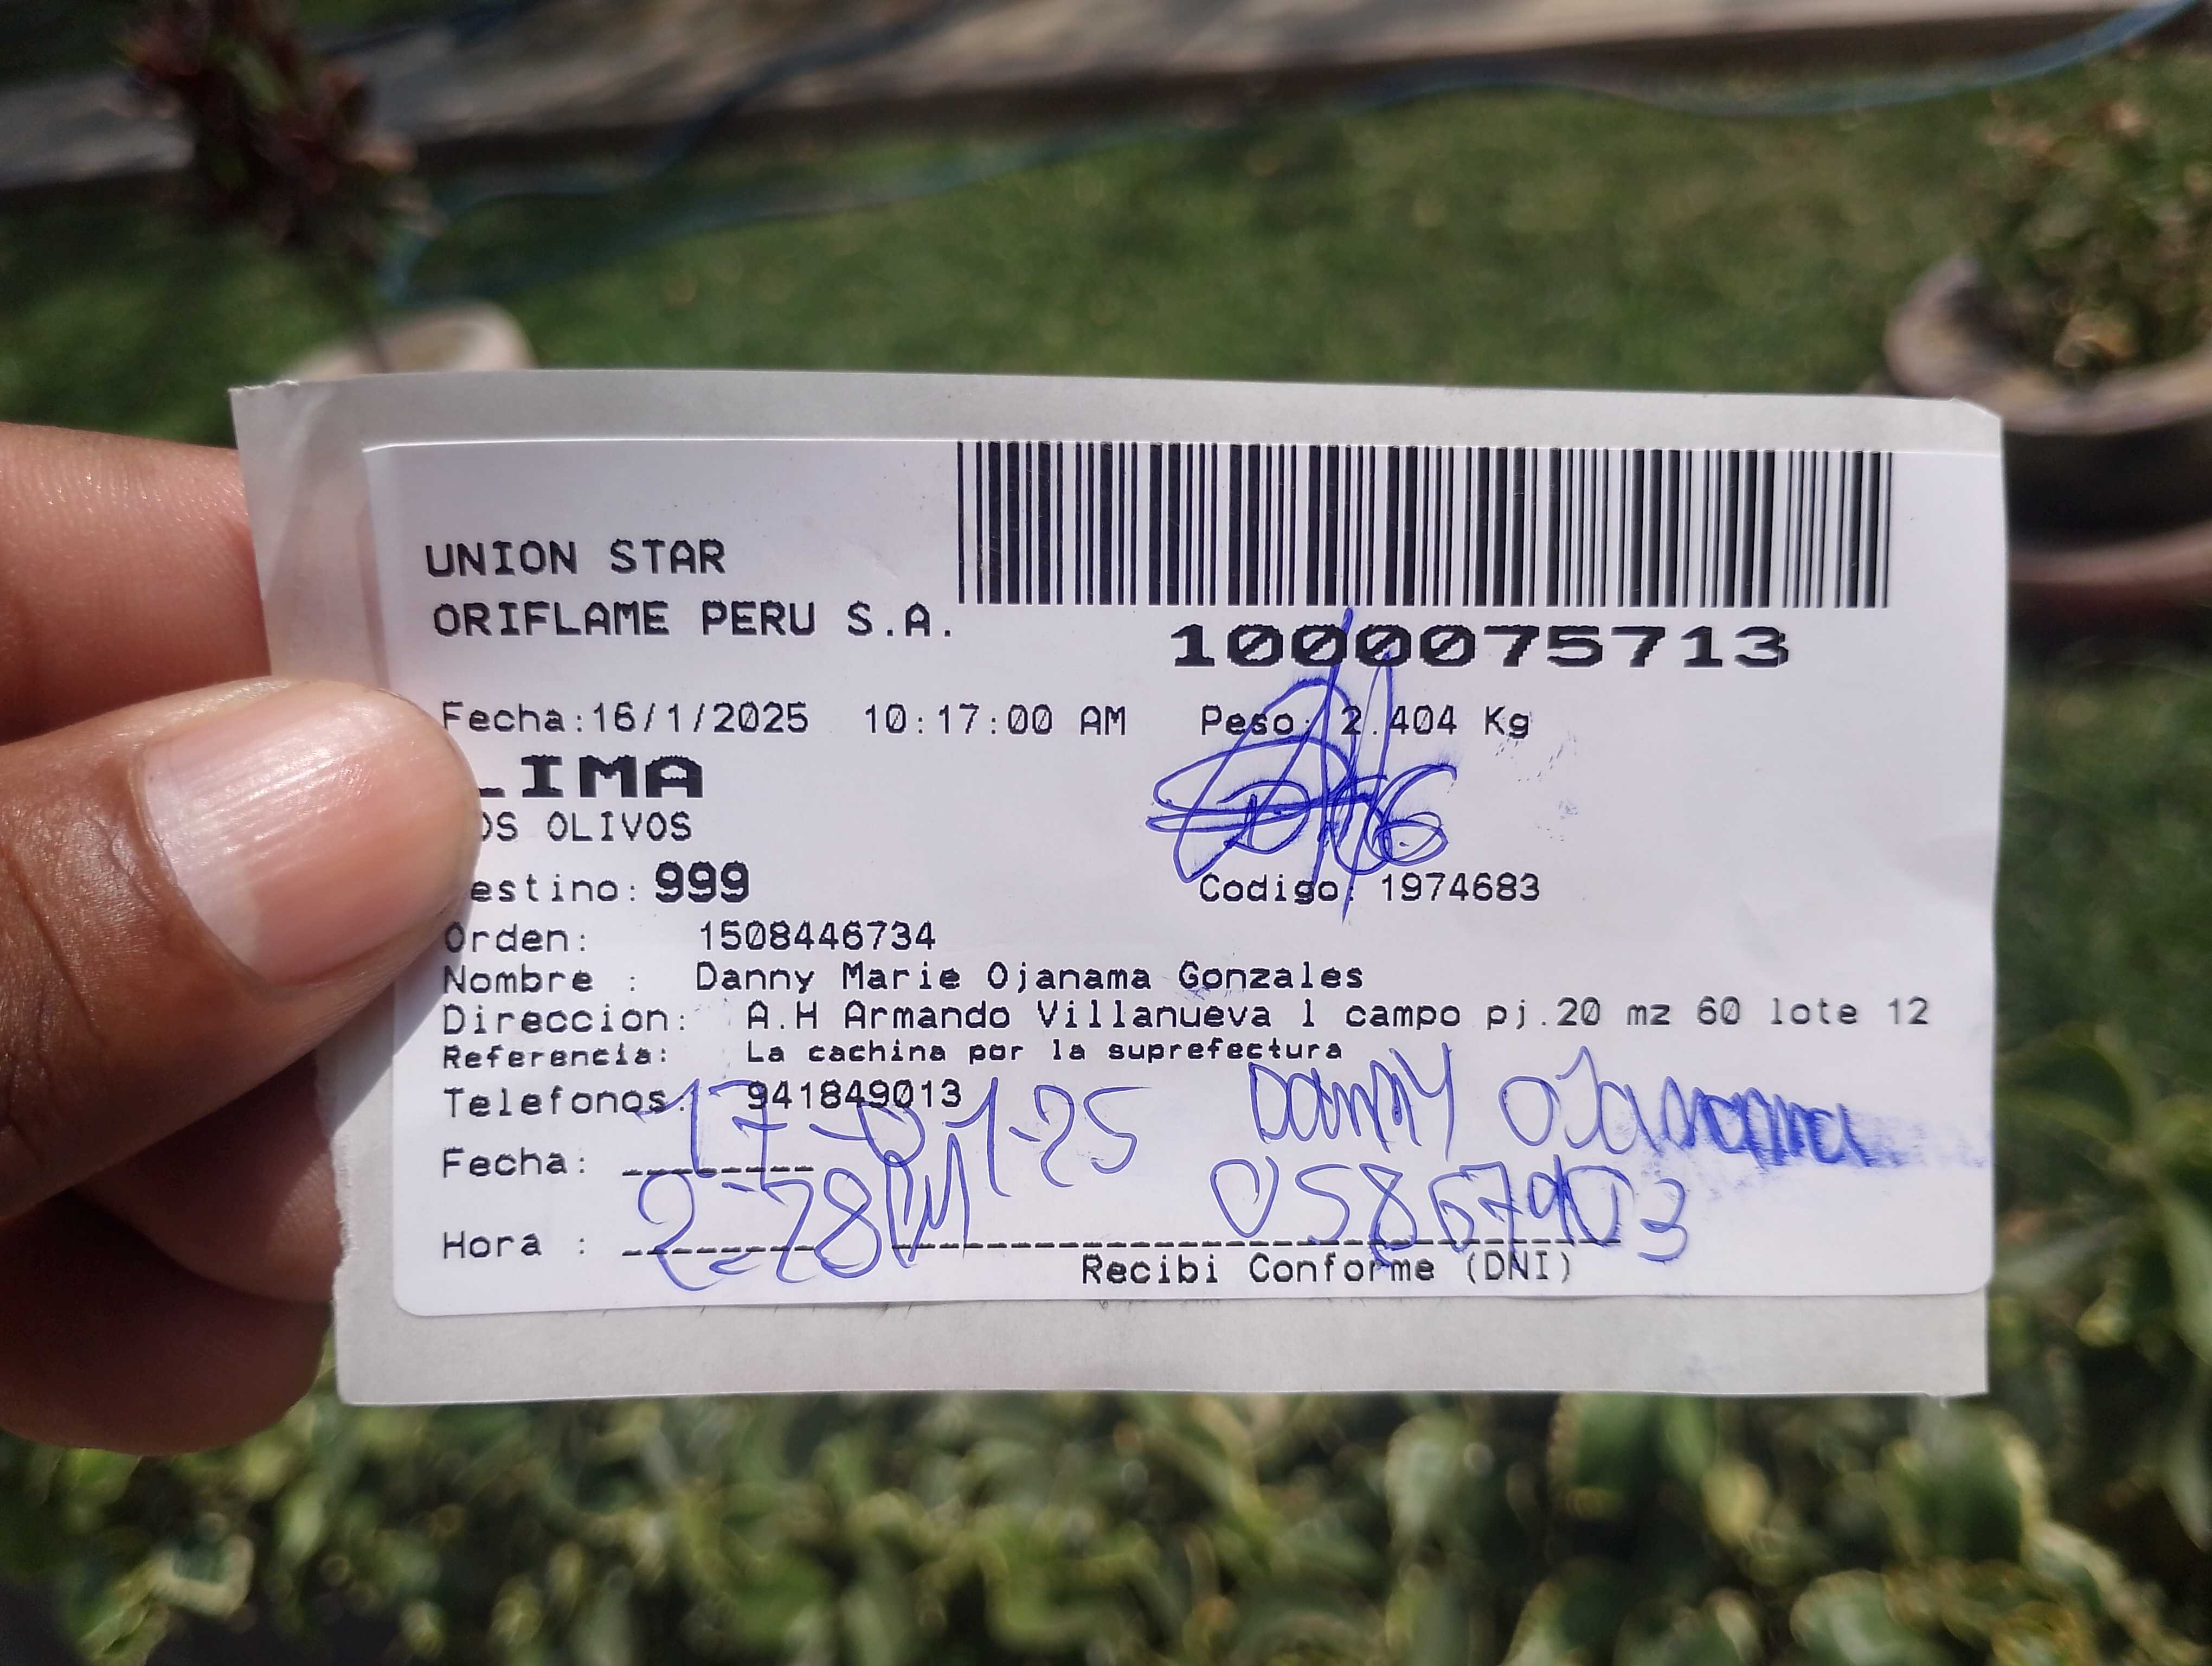 UNION STAR
ORIFLAME PERU S.A.
1000075713
Fecha:16/1/2025 10:17:00 AM Peso: 2.404 Kg
LIMA
OS OLIVOS
estino: 999 Codigo: 1974683
Orden: 1508446734
Nombre : Danny Marie Ojanama Gonzales
Direccion: A.H Armando Villanueva 1 campo pj.20 mz 60 lote 12
Referencia: La cachina por la suprefectura
Telefonos: 941849013
Fecha: 17-01-25 Danny Ojanama
Hora : PM
Recibi Conforme (DNI)